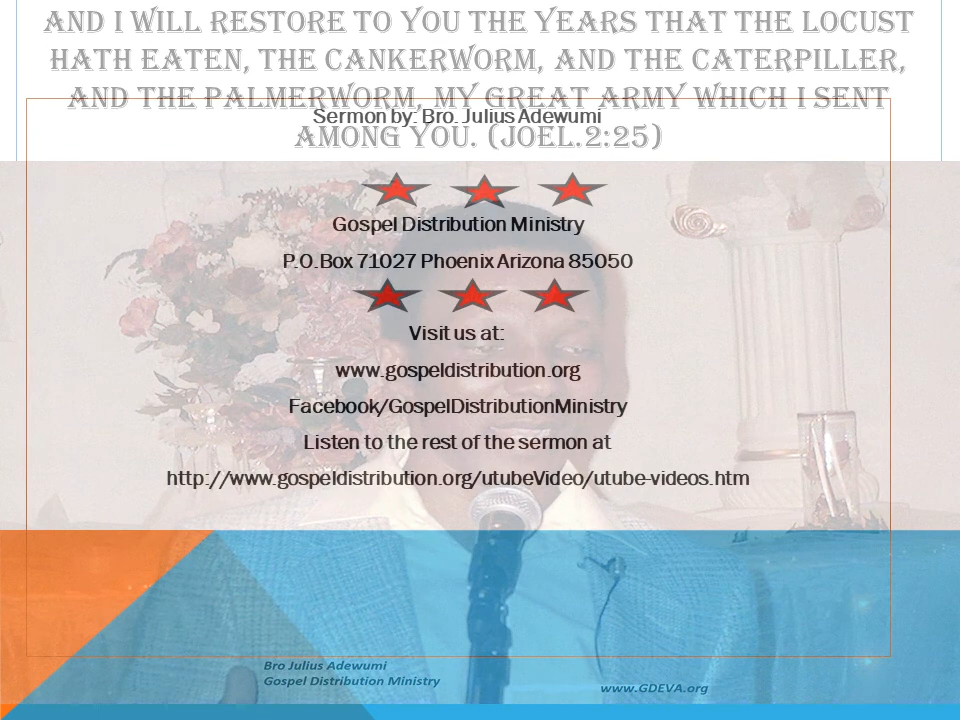 AND I WILL RESTORE TO YOU THE YEARS THAT THE LOCUST
HATH EATEN, THE CANKERWORM, AND THE CATERPILLER,
AND THE PALMERWORM, MY GREAT ARMY WHICH I SENT
Sermon by: Bro. Julius Adewumi
AMONG YOU. (JOEL.2:25)
Gospel Distribution Ministry
P.O.Box 71027 Phoenix Arizona 85050
Visit us at:
www.gospeldistribution.org
Facebook/GospelDistributionMinistry
Listen to the rest of the sermon at
http://www.gospeldistribution.org/utubeVideo/utube-videos.htm
Bro Julius Adewumi
Gospel Distribution Ministry
www.GDEVA.org